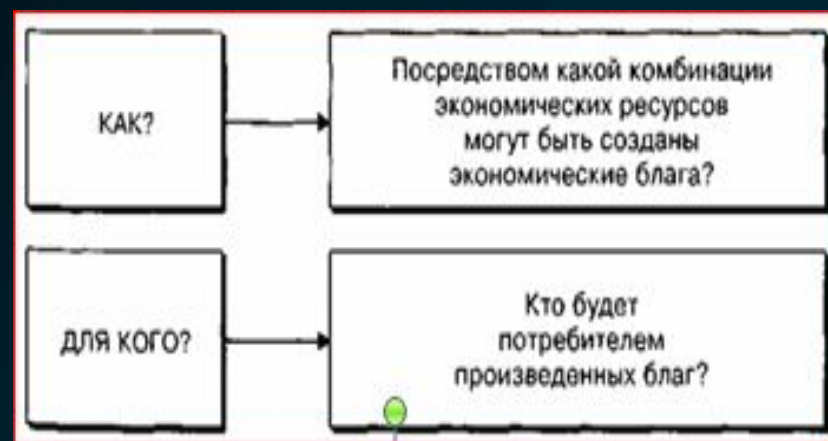 КАК?
Посредством какой комбинации
экономических ресурсов
могут быть созданы
экономические блага?
ДЛЯ КОГО?
Кто будет
потребителем
произведенных благ?